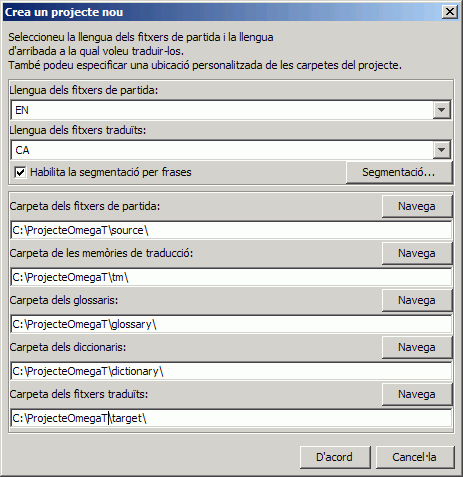 Crea un projecte nou
Seleccioneu la llengua dels fitxers de partida i la llengua
d'arribada a la qual voleu traduir-los.
També podeu especificar una ubicació personalitzada de les carpetes del projecte.
Llengua dels fitxers de partida:
EN
Llengua dels fitxers traduïts:
CA
Habilita la segmentació per frases
Segmentació...
Carpeta dels fitxers de partida:
Navega
C:\ProjecteOmegaT\source\
Carpeta de les memòries de traducció:
Navega
C:\ProjecteOmegaT\tm\
Carpeta dels glossaris:
Navega
C:\ProjecteOmegaT\glossary\
Carpeta dels diccionaris:
Navega
C:\ProjecteOmegaT\dictionary\
Carpeta dels fitxers traduïts:
Navega
C:\ProjecteOmegaT\target\
D'acord
Cancel·la